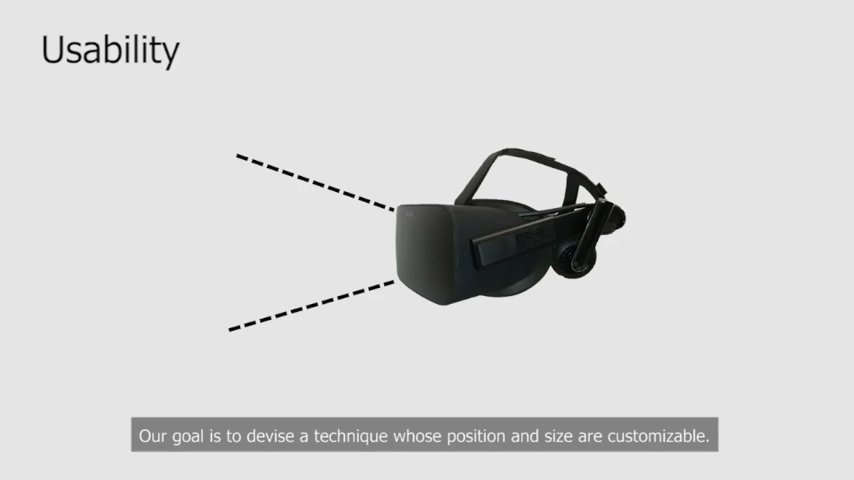 Usability
Our goal is to devise a technique whose position and size are customizable.